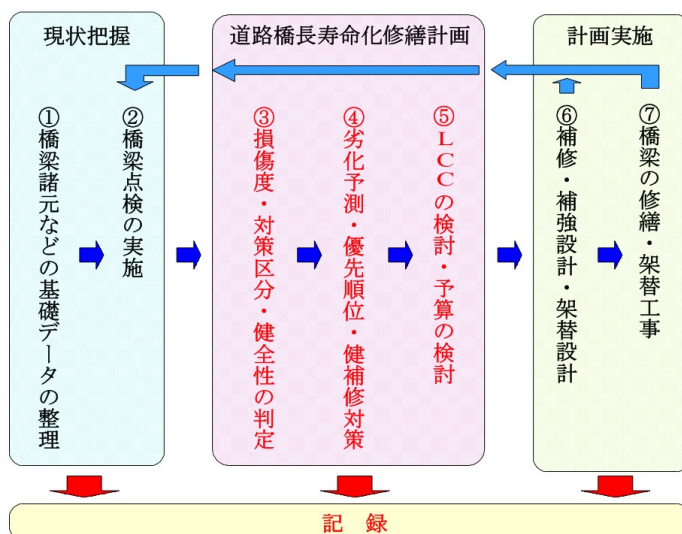 現状把握
①橋梁諸元などの基礎データの整理
②橋梁点検の実施
道路橋長寿命化修繕計画
③損傷度・対策区分・健全性の判定
④劣化予測・優先順位・健補修対策
⑤LCCの検討・予算の検討
計画実施
⑥補修・補強設計・架替設計
⑦橋梁の修繕・架替工事
記 録